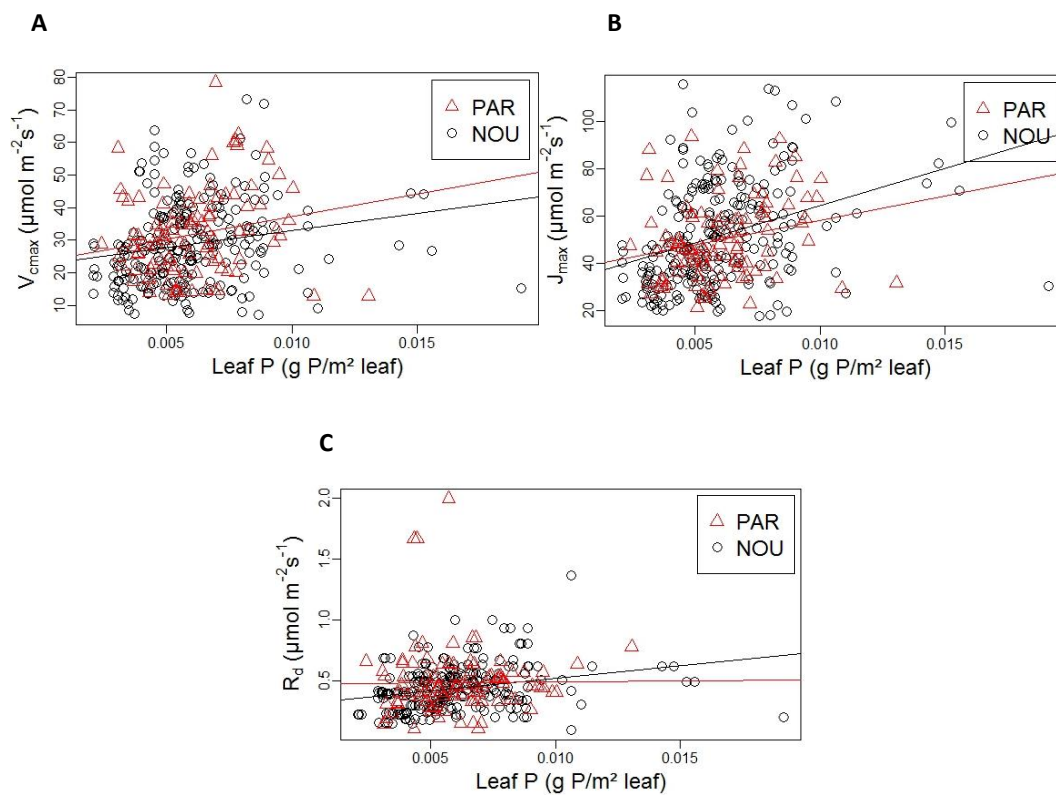 A
B
80
70
60
50
40
30
20
10
V_cmax (µmol m⁻²s⁻¹)
PAR
NOU
0.005
0.010
0.015
Leaf P (g P/m² leaf)
100
80
60
40
20
J_max (µmol m⁻²s⁻¹)
PAR
NOU
0.005
0.010
0.015
Leaf P (g P/m² leaf)
C
2.0
1.5
1.0
0.5
R_d (µmol m⁻²s⁻¹)
PAR
NOU
0.005
0.010
0.015
Leaf P (g P/m² leaf)